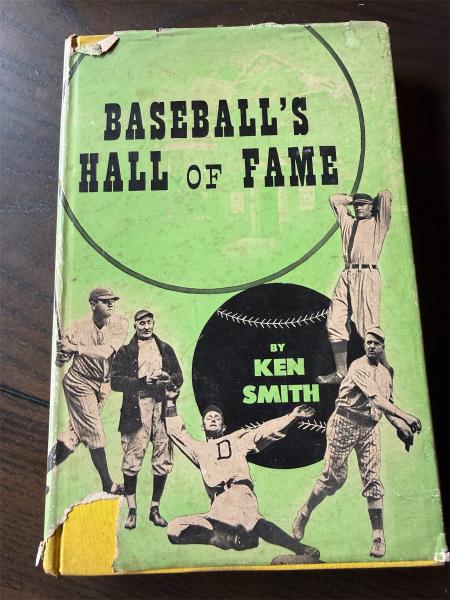 BASEBALL'S
HALL OF FAME
BY
KEN
SMITH
D